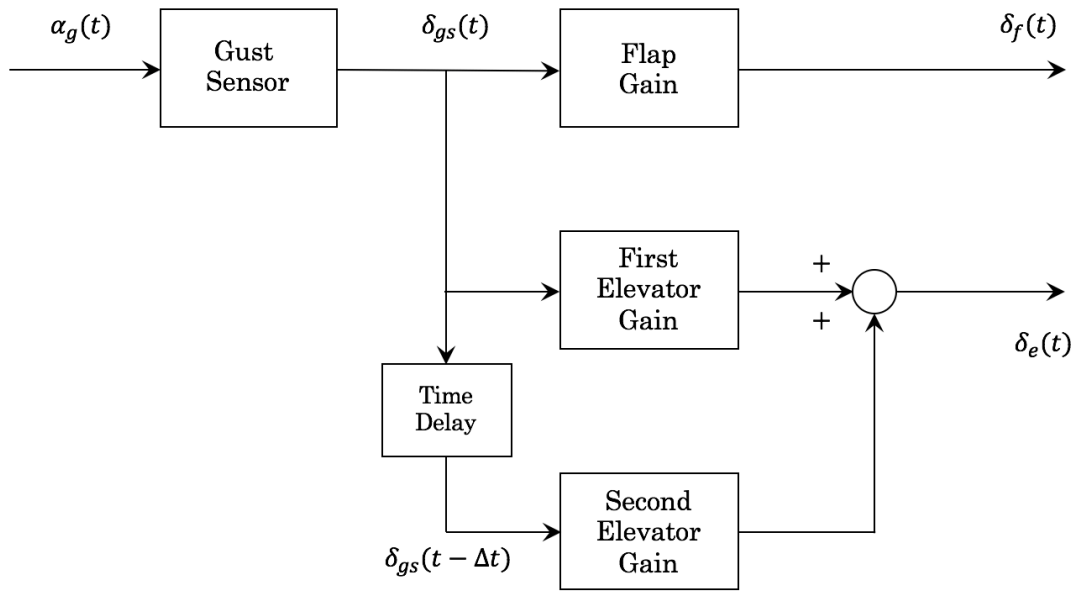 α_g(t)
δ_gs(t)
δ_f(t)
Gust
Sensor
Flap
Gain
First
Elevator
Gain
+
+
δ_e(t)
Time
Delay
Second
Elevator
Gain
δ_gs(t − Δt)